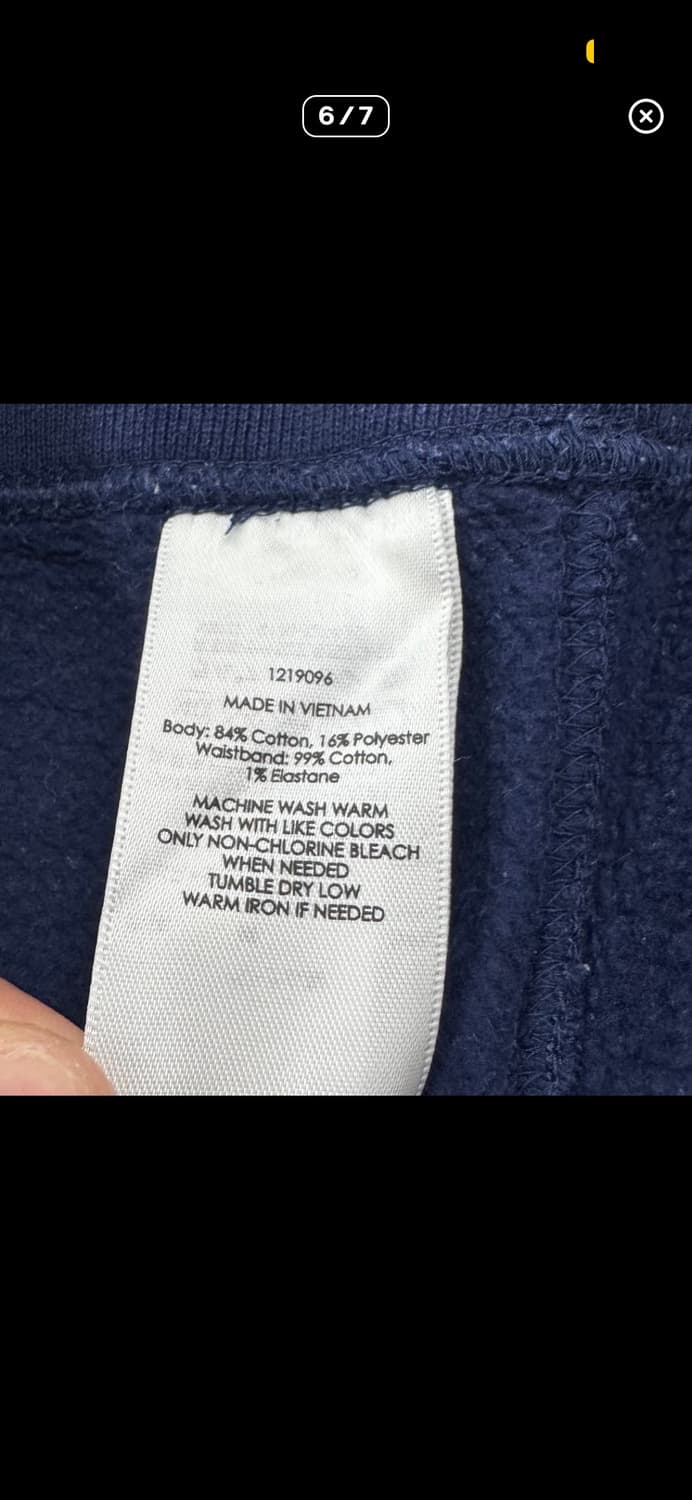 6/7
1219096
MADE IN VIETNAM
Body: 84% Cotton, 16% Polyester
Waistband: 99% Cotton,
1% Elastane
MACHINE WASH WARM
WASH WITH LIKE COLORS
ONLY NON-CHLORINE BLEACH
WHEN NEEDED
TUMBLE DRY LOW
WARM IRON IF NEEDED